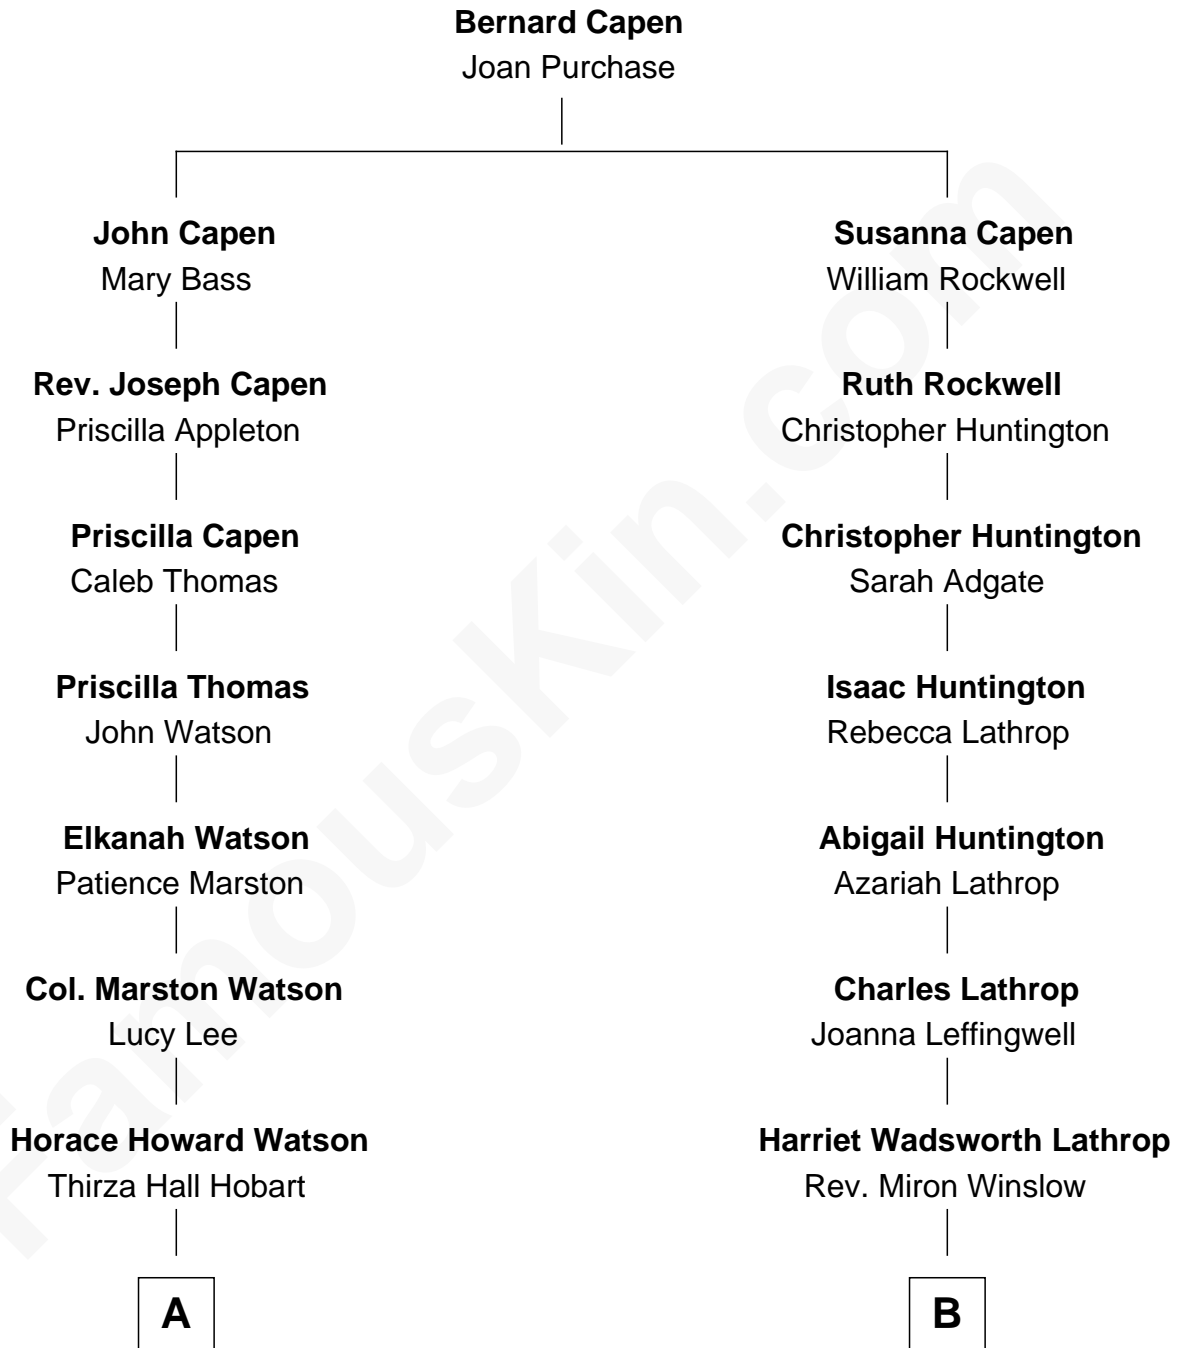 Bernard Capen
Joan Purchase
John Capen
Mary Bass
Susanna Capen
William Rockwell
Rev. Joseph Capen
Priscilla Appleton
Ruth Rockwell
Christopher Huntington
Priscilla Capen
Caleb Thomas
Christopher Huntington
Sarah Adgate
Priscilla Thomas
John Watson
Isaac Huntington
Rebecca Lathrop
Elkanah Watson
Patience Marston
Abigail Huntington
Azariah Lathrop
Col. Marston Watson
Lucy Lee
Charles Lathrop
Joanna Leffingwell
Horace Howard Watson
Thirza Hall Hobart
Harriet Wadsworth Lathrop
Rev. Miron Winslow
A
B
FamousKin.com